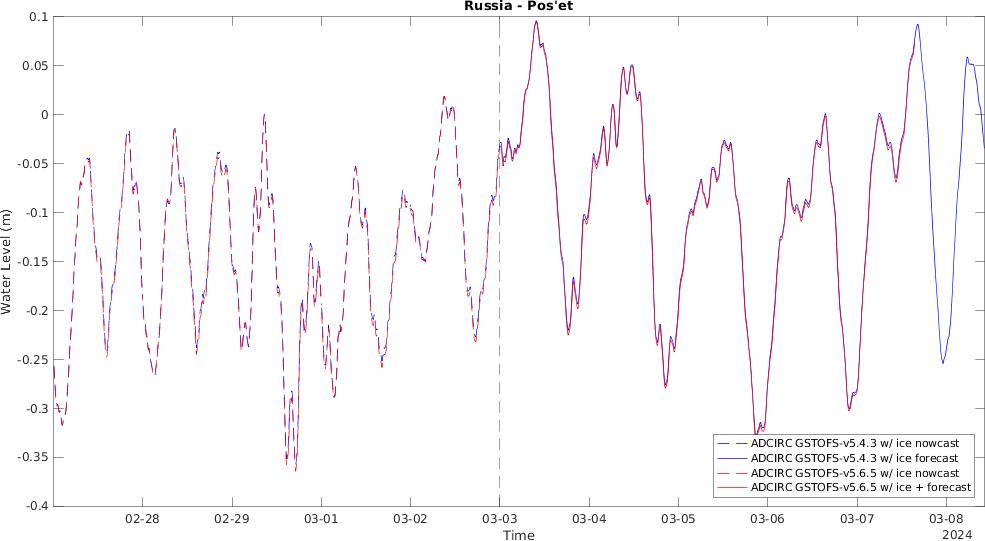 Russia - Pos'et
0.1
0.05
0
-0.05
-0.1
-0.15
-0.2
-0.25
-0.3
-0.35
-0.4
Water Level (m)
ADCIRC GSTOFS-v5.4.3 w/ ice nowcast
ADCIRC GSTOFS-v5.4.3 w/ ice forecast
ADCIRC GSTOFS-v5.6.5 w/ ice nowcast
ADCIRC GSTOFS-v5.6.5 w/ ice + forecast
02-28 02-29 03-01 03-02 03-03 03-04 03-05 03-06 03-07 03-08
Time
2024